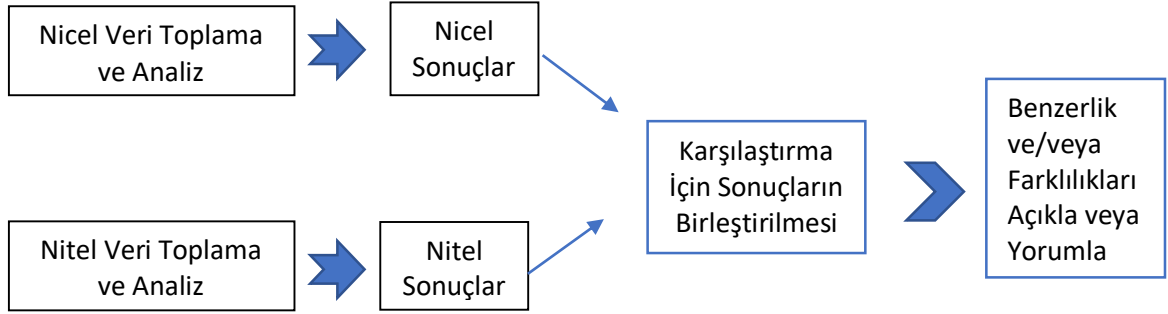 Nicel Veri Toplama
ve Analiz
Nicel
Sonuçlar
Nitel Veri Toplama
ve Analiz
Nitel
Sonuçlar
Karşılaştırma
İçin Sonuçların
Birleştirilmesi
Benzerlik
ve/veya
Farklılıkları
Açıkla veya
Yorumla